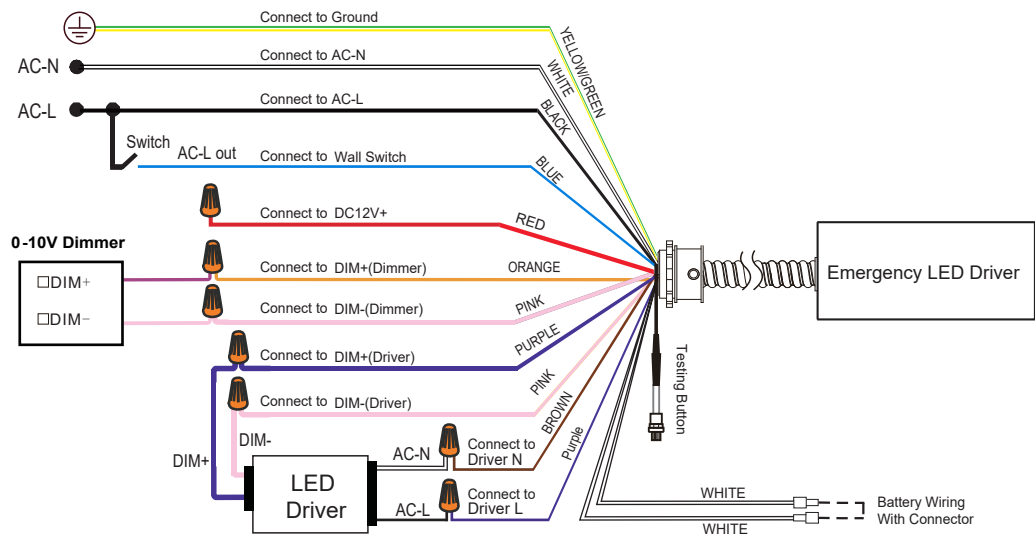 Connect to Ground
YELLOW/GREEN
AC-N
Connect to AC-N
WHITE
AC-L
Connect to AC-L
BLACK
Switch
AC-L out
Connect to Wall Switch
BLUE
Connect to DC12V+
RED
0-10V Dimmer
DIM+
Connect to DIM+(Dimmer)
ORANGE
Emergency LED Driver
DIM-
Connect to DIM-(Dimmer)
PINK
Connect to DIM+(Driver)
PURPLE
Testing Button
Connect to DIM-(Driver)
PINK
BROWN
Purple
DIM-
DIM+
AC-N
Connect to
Driver N
LED
Driver
AC-L
Connect to
Driver L
WHITE
WHITE
Battery Wiring
With Connector